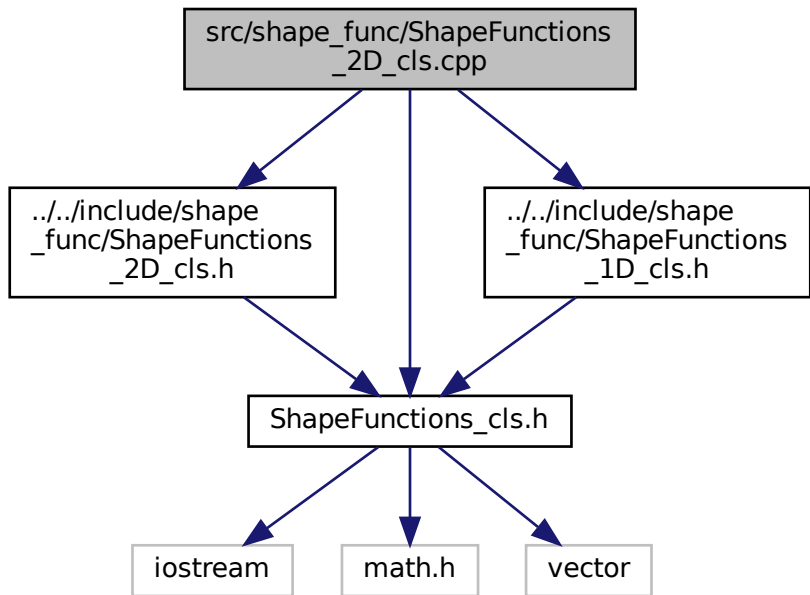 src/shape_func/ShapeFunctions
_2D_cls.cpp
../../include/shape
_func/ShapeFunctions
_2D_cls.h
../../include/shape
_func/ShapeFunctions
_1D_cls.h
ShapeFunctions_cls.h
iostream
math.h
vector